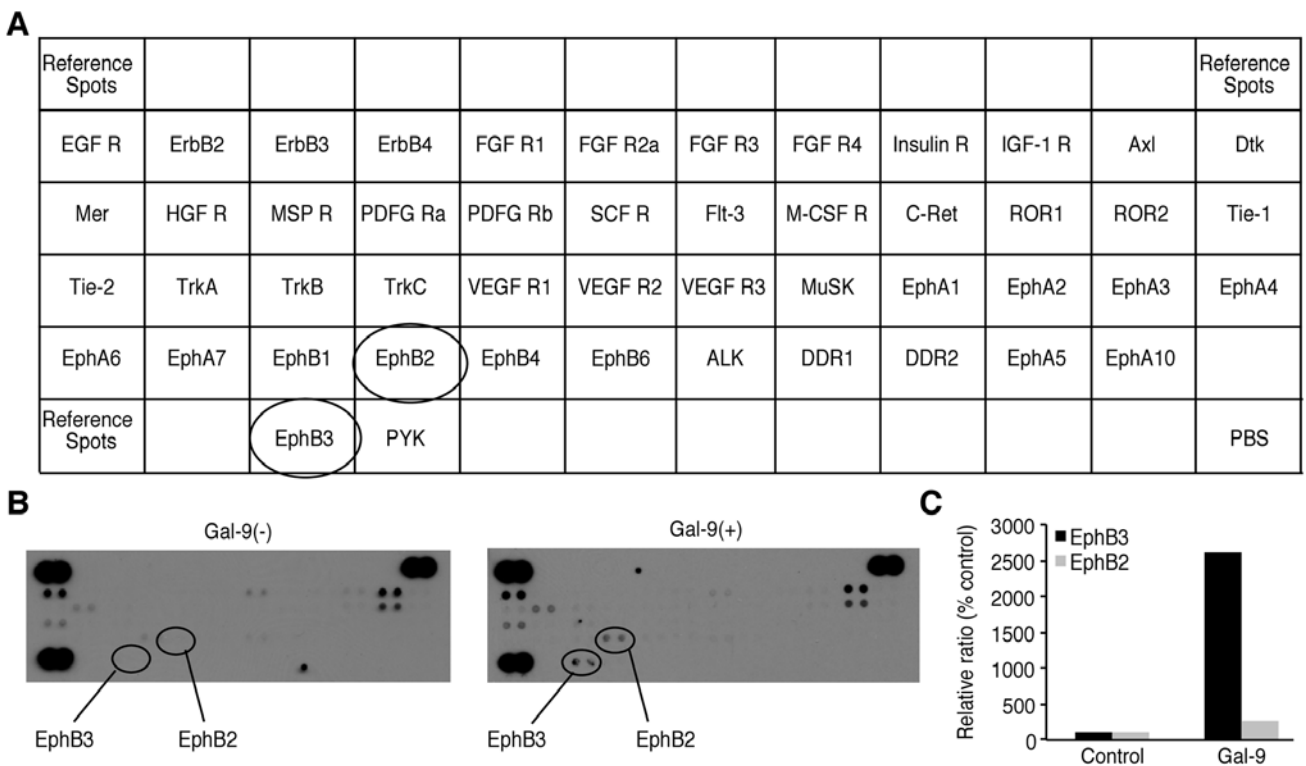 A
Reference Spots Reference Spots
EGF R ErbB2 ErbB3 ErbB4 FGF R1 FGF R2a FGF R3 FGF R4 Insulin R IGF-1 R Axl Dtk
Mer HGF R MSP R PDFG Ra PDFG Rb SCF R Flt-3 M-CSF R C-Ret ROR1 ROR2 Tie-1
Tie-2 TrkA TrkB TrkC VEGF R1 VEGF R2 VEGF R3 MuSK EphA1 EphA2 EphA3 EphA4
EphA6 EphA7 EphB1 EphB2 EphB4 EphB6 ALK DDR1 DDR2 EphA5 EphA10
Reference Spots EphB3 PYK PBS
B
Gal-9(-) Gal-9(+)
EphB3 EphB2 EphB3 EphB2
C
Relative ratio (% control)
3000
2500
2000
1500
1000
500
0
EphB3
EphB2
Control Gal-9